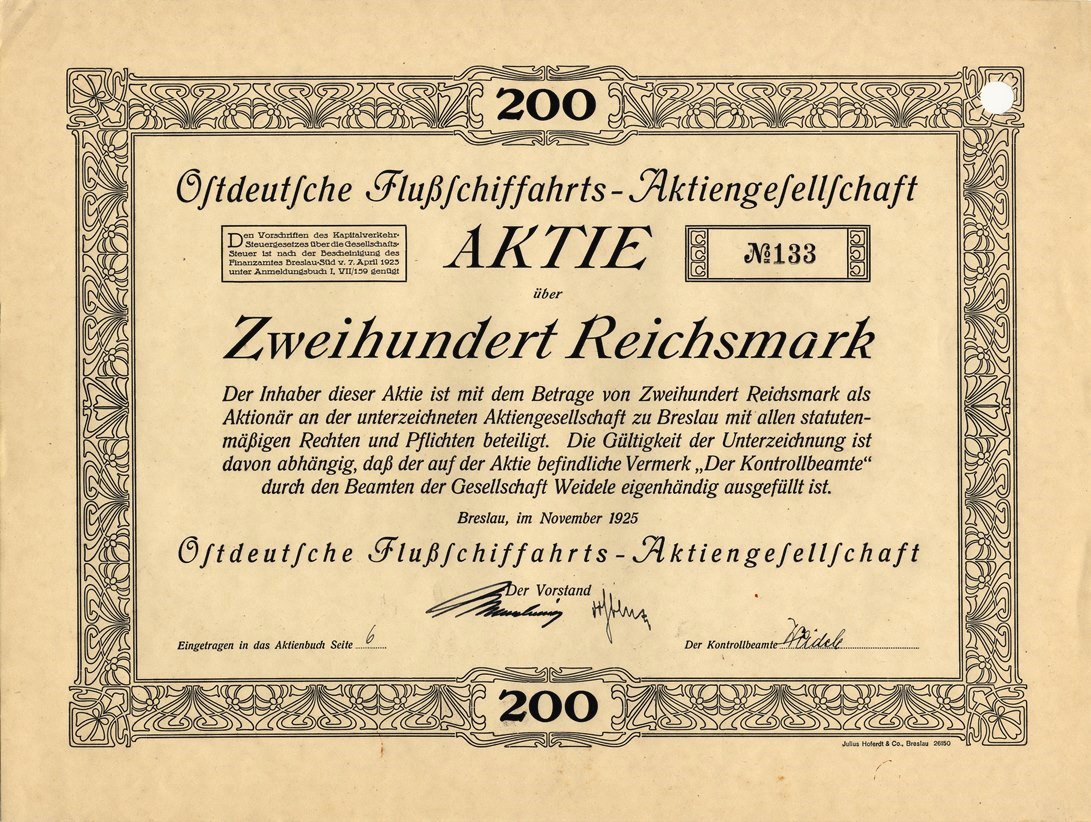 200
Oſtdeutſche Flußſchiffahrts-Aktiengeſellſchaft
Den Vorschriften des Kapitalverkehr-
Steuergesetzes über die Gesellschafts-
Steuer ist nach der Bescheinigung des
Finanzamtes Breslau-Süd v. 7. April 1925
unter Anmeldungsbuch I, VII/159 genügt
AKTIE
№ 133
über
Zweihundert Reichsmark
Der Inhaber dieser Aktie ist mit dem Betrage von Zweihundert Reichsmark als
Aktionär an der unterzeichneten Aktiengesellschaft zu Breslau mit allen statuten-
mäßigen Rechten und Pflichten beteiligt. Die Gültigkeit der Unterzeichnung ist
davon abhängig, daß der auf der Aktie befindliche Vermerk „Der Kontrollbeamte“
durch den Beamten der Gesellschaft Weidele eigenhändig ausgefüllt ist.
Breslau, im November 1925
Oſtdeutſche Flußſchiffahrts-Aktiengeſellſchaft
Der Vorstand
Eingetragen in das Aktienbuch Seite 6
Der Kontrollbeamte Weidele
200
Julius Hoferdt & Co., Breslau 26150